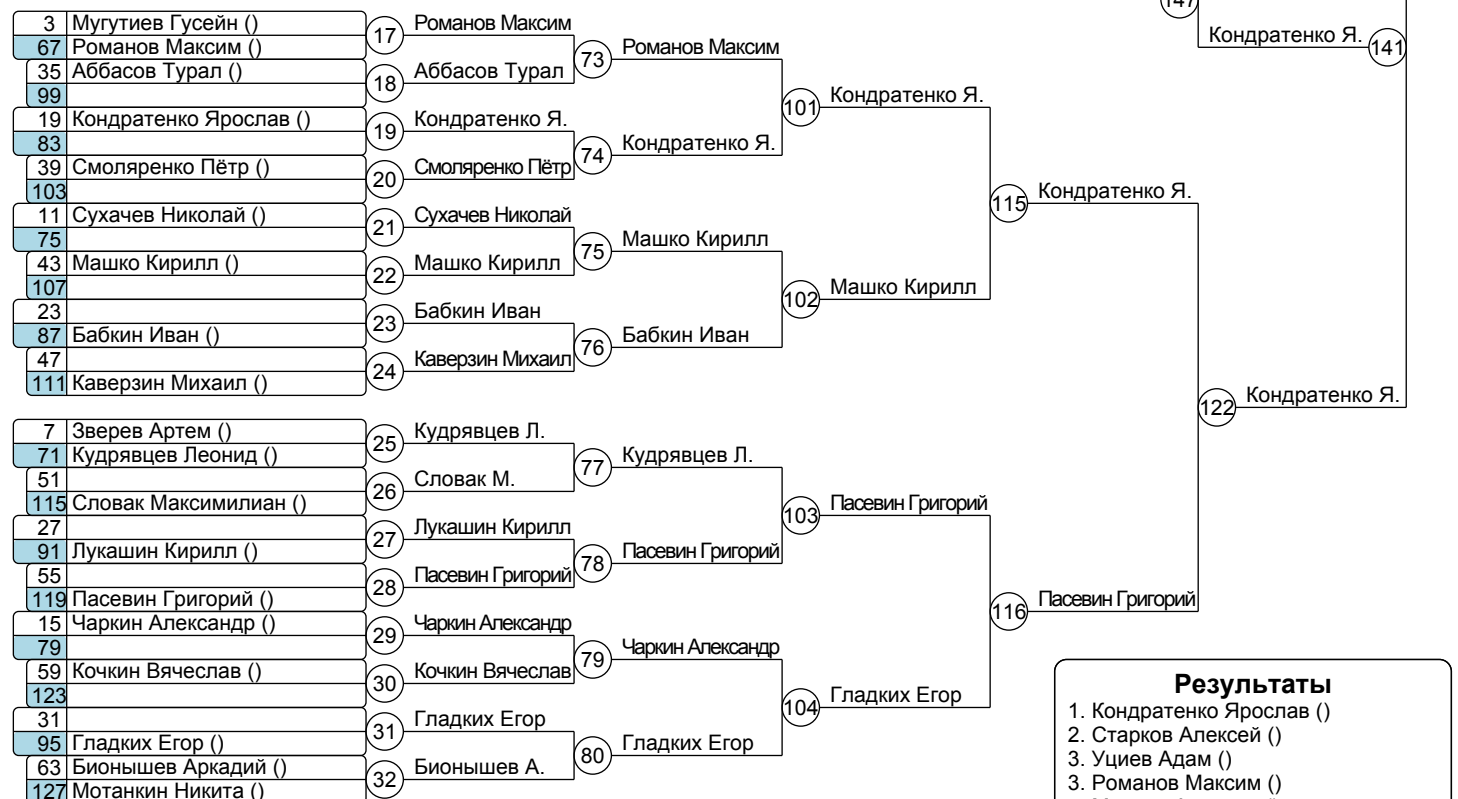 147
Кондратенко Я.
141
3 Мугутиев Гусейн ()
67 Романов Максим ()
17
Романов Максим
35 Аббасов Турал ()
99
18
Аббасов Турал
73
Романов Максим
19 Кондратенко Ярослав ()
83
19
Кондратенко Я.
39 Смоляренко Пётр ()
103
20
Смоляренко Пётр
74
Кондратенко Я.
101
Кондратенко Я.
11 Сухачев Николай ()
75
21
Сухачев Николай
43 Машко Кирилл ()
107
22
Машко Кирилл
75
Машко Кирилл
23
87 Бабкин Иван ()
23
Бабкин Иван
47
111 Каверзин Михаил ()
24
Каверзин Михаил
76
Бабкин Иван
102
Машко Кирилл
115
Кондратенко Я.
7 Зверев Артем ()
71 Кудрявцев Леонид ()
25
Кудрявцев Л.
51
115 Словак Максимилиан ()
26
Словак М.
77
Кудрявцев Л.
27
91 Лукашин Кирилл ()
27
Лукашин Кирилл
55
119 Пасевин Григорий ()
28
Пасевин Григорий
78
Пасевин Григорий
103
Пасевин Григорий
15 Чаркин Александр ()
79
29
Чаркин Александр
59 Кочкин Вячеслав ()
123
30
Кочкин Вячеслав
79
Чаркин Александр
31
95 Гладких Егор ()
31
Гладких Егор
63 Бионышев Аркадий ()
127 Мотанкин Никита ()
32
Бионышев А.
80
Гладких Егор
104
Гладких Егор
116
Пасевин Григорий
122
Кондратенко Я.
Результаты
1. Кондратенко Ярослав ()
2. Старков Алексей ()
3. Уциев Адам ()
3. Романов Максим ()